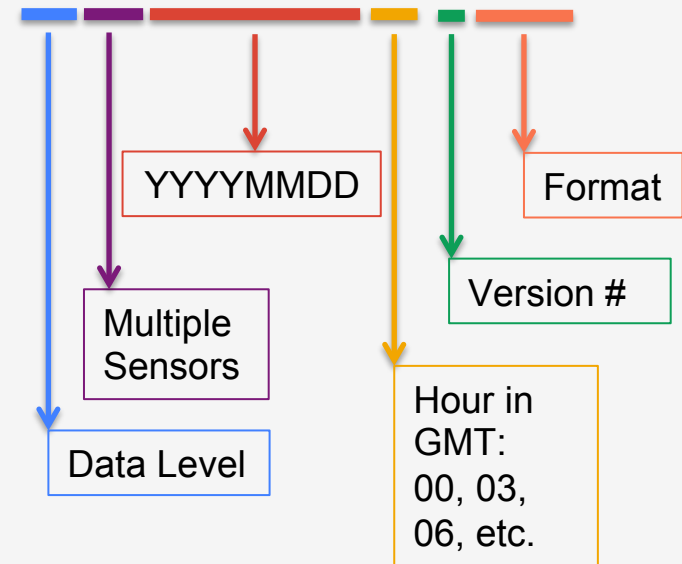 YYYYMMDD
Format
Version #
Multiple
Sensors
Hour in
GMT:
00, 03,
06, etc.
Data Level